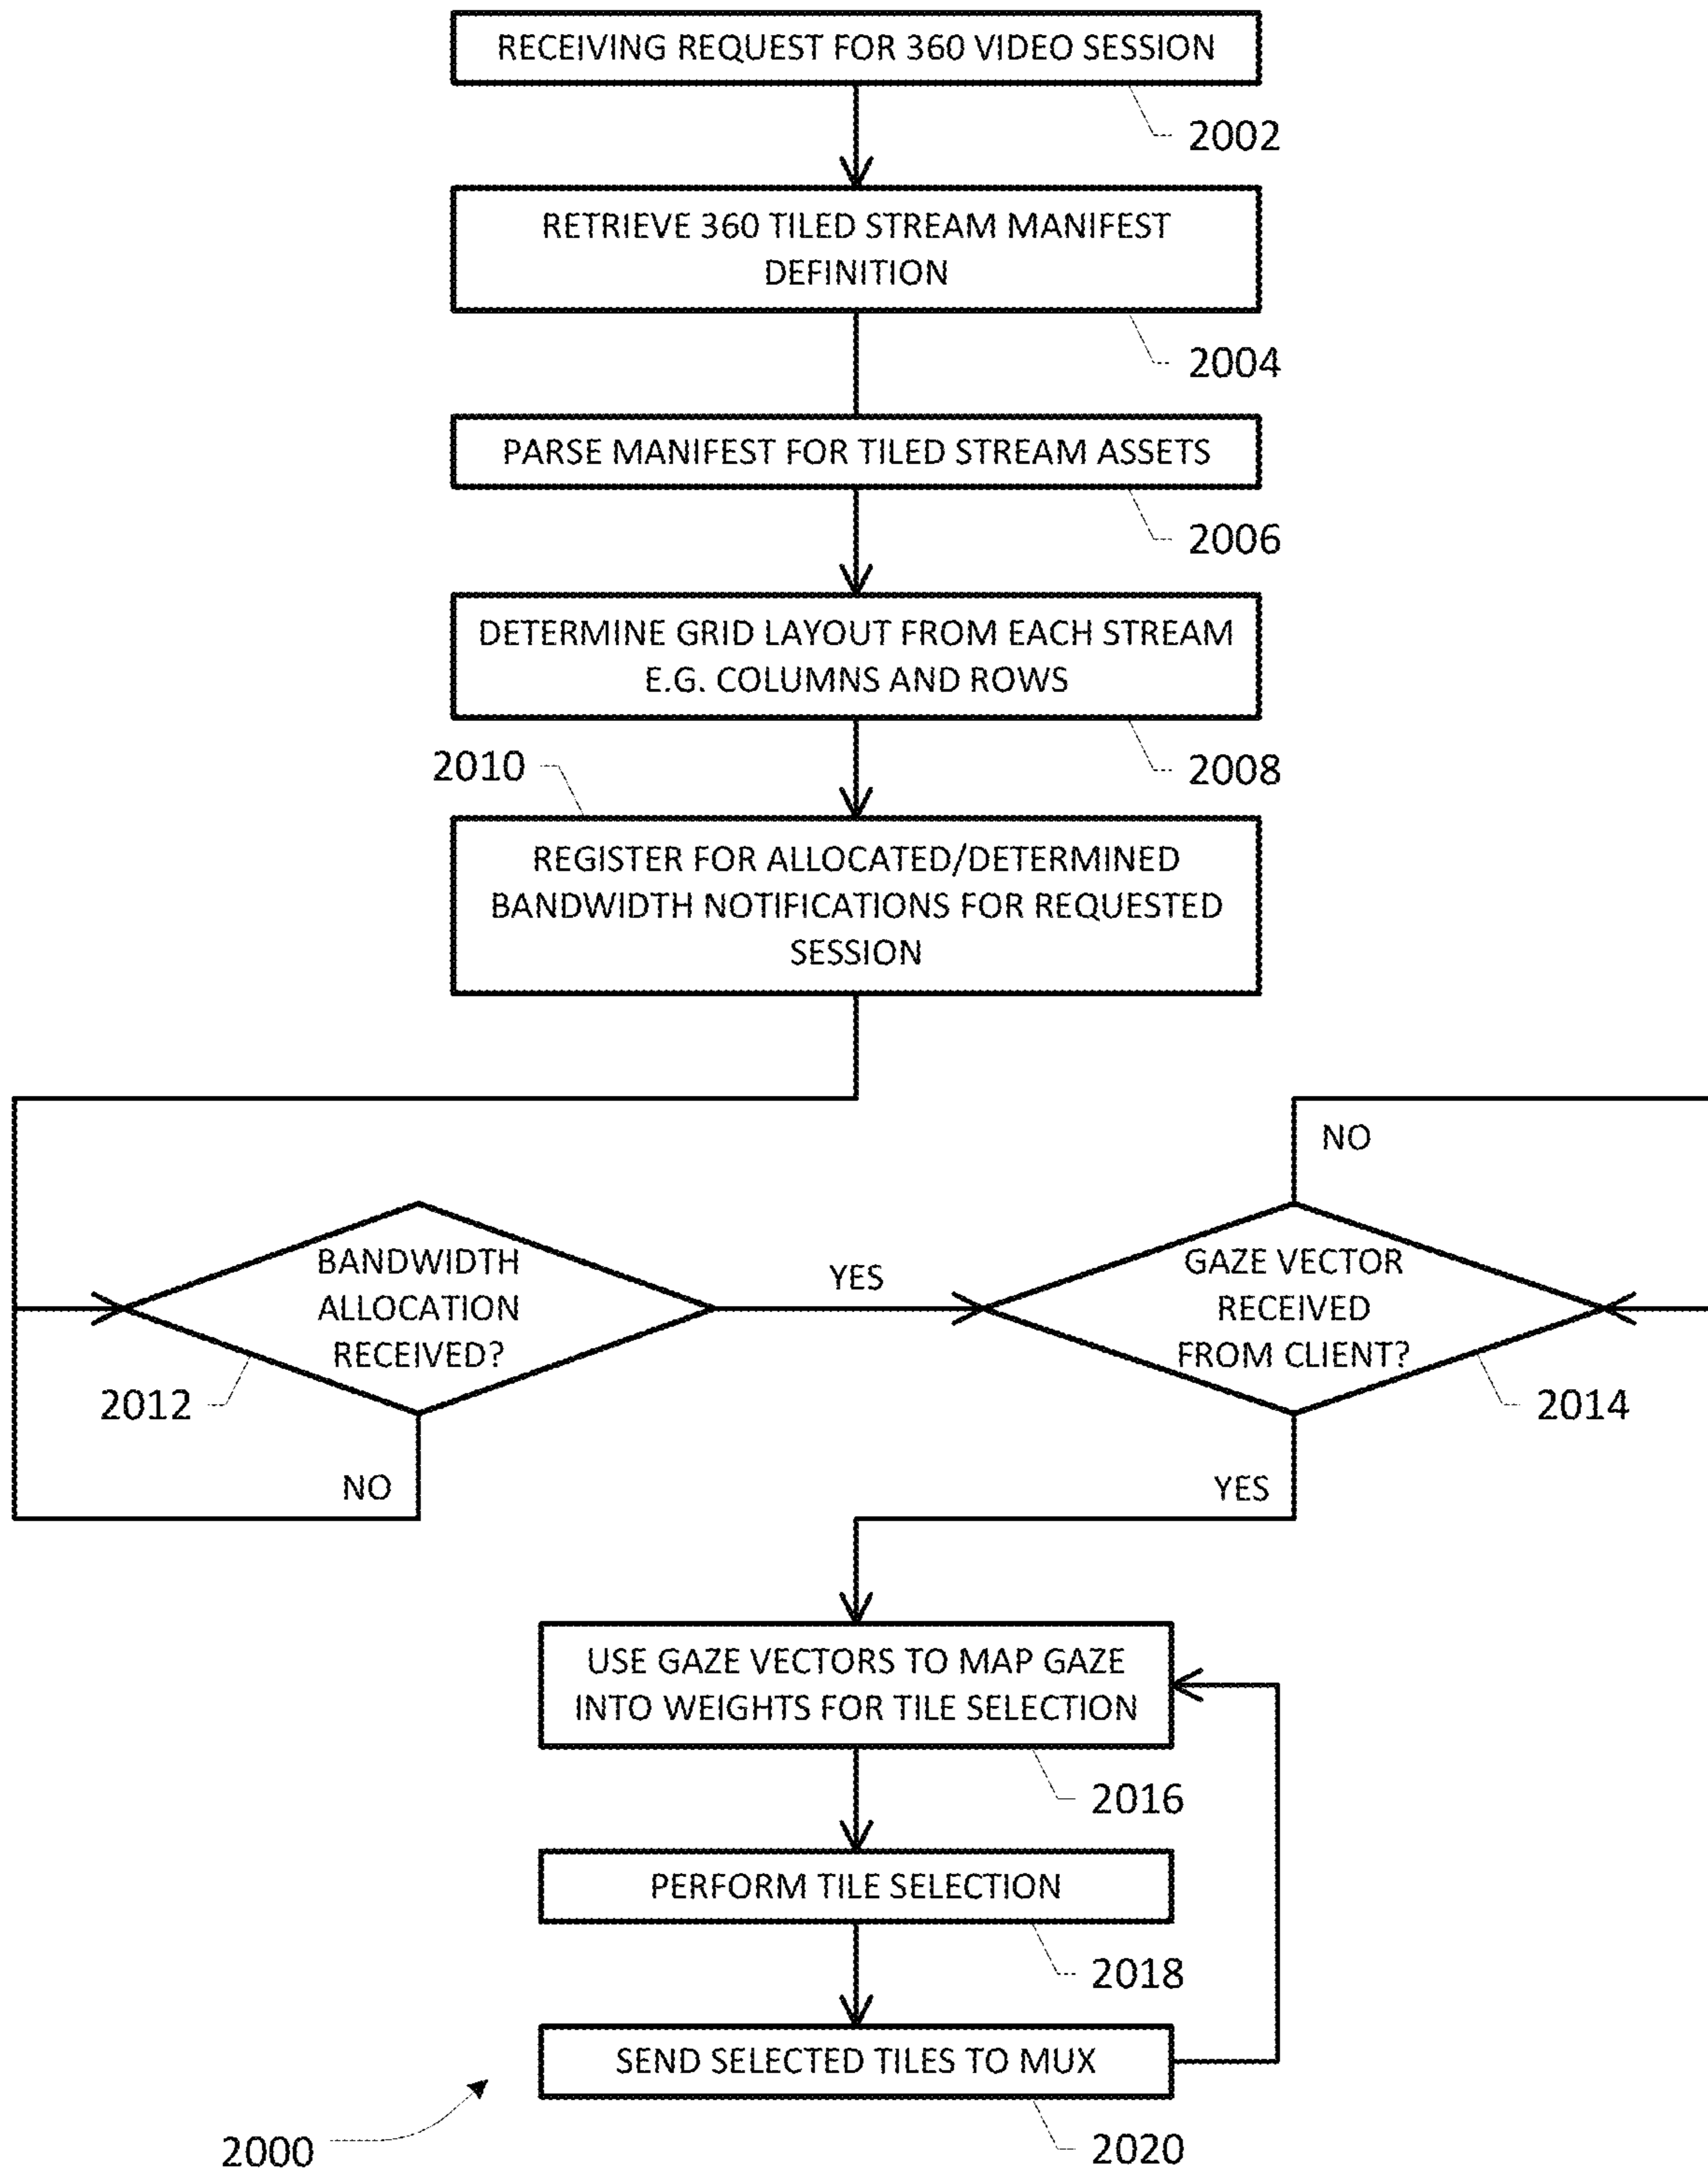 RECEIVING REQUEST FOR 360 VIDEO SESSION
2002
RETRIEVE 360 TILED STREAM MANIFEST
DEFINITION
2004
PARSE MANIFEST FOR TILED STREAM ASSETS
2006
DETERMINE GRID LAYOUT FROM EACH STREAM
E.G. COLUMNS AND ROWS
2008
2010
REGISTER FOR ALLOCATED/DETERMINED
BANDWIDTH NOTIFICATIONS FOR REQUESTED
SESSION
BANDWIDTH
ALLOCATION
RECEIVED?
2012
NO
YES
GAZE VECTOR
RECEIVED
FROM CLIENT?
2014
NO
YES
USE GAZE VECTORS TO MAP GAZE
INTO WEIGHTS FOR TILE SELECTION
2016
PERFORM TILE SELECTION
2018
SEND SELECTED TILES TO MUX
2020
2000